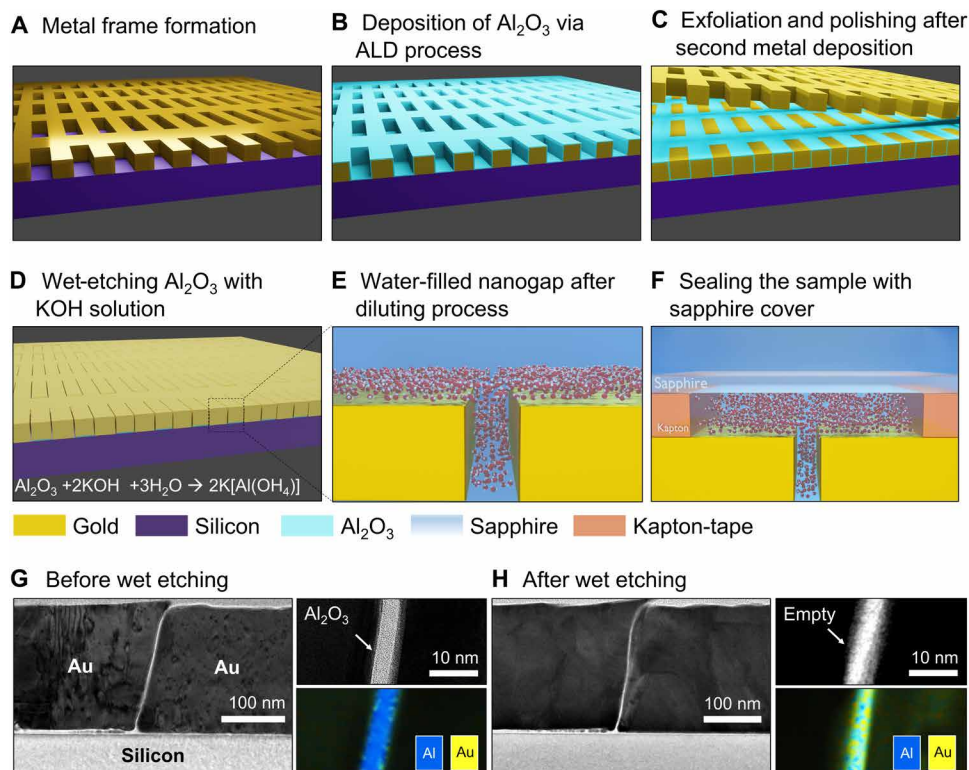 A Metal frame formation
B Deposition of Al₂O₃ via
ALD process
C Exfoliation and polishing after
second metal deposition
D Wet-etching Al₂O₃ with
KOH solution
E Water-filled nanogap after
diluting process
F Sealing the sample with
sapphire cover
Al₂O₃ +2KOH +3H₂O → 2K[Al(OH₄)]
Sapphire
Kapton
Gold
Silicon
Al₂O₃
Sapphire
Kapton-tape
G Before wet etching
Au
Au
100 nm
Silicon
Al₂O₃
10 nm
Al
Au
H After wet etching
100 nm
Empty
10 nm
Al
Au